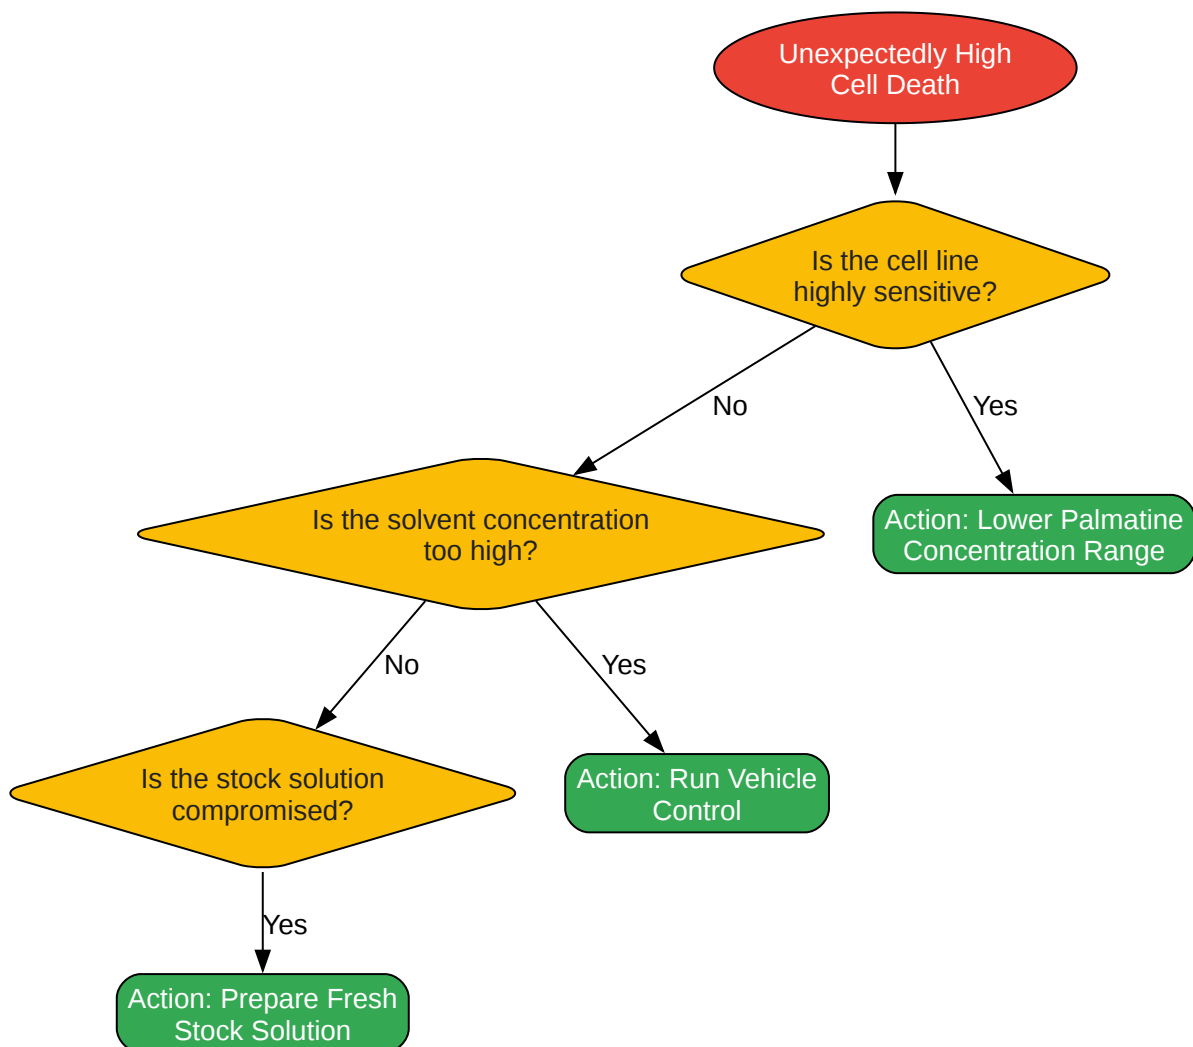 Unexpectedly High
Cell Death
Is the cell line
highly sensitive?
No
Yes
Is the solvent concentration
too high?
Action: Lower Palmatine
Concentration Range
No
Yes
Is the stock solution
compromised?
Action: Run Vehicle
Control
Yes
Action: Prepare Fresh
Stock Solution